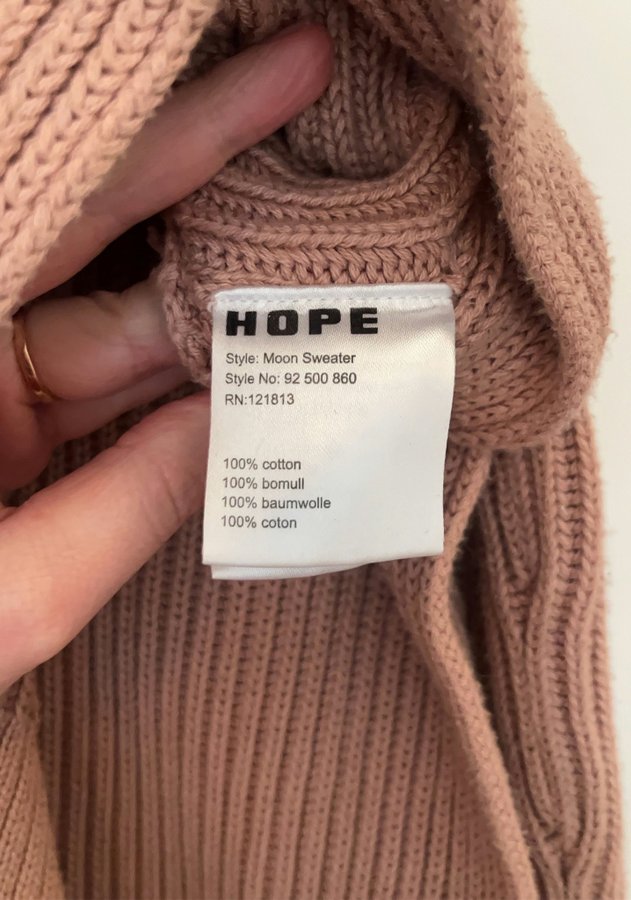 HOPE
Style: Moon Sweater
Style No: 92 500 860
RN:121813
100% cotton
100% bomull
100% baumwolle
100% coton